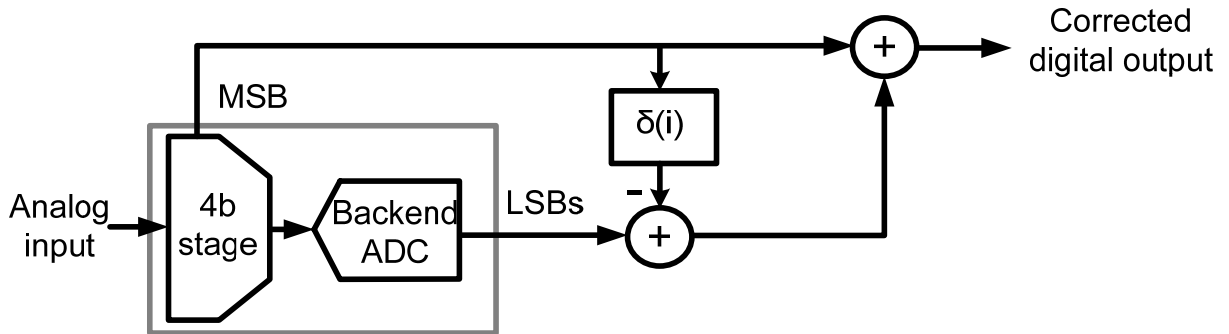 Corrected
digital output
+
MSB
δ(i)
Analog
input
4b
stage
Backend
ADC
LSBs
-
+